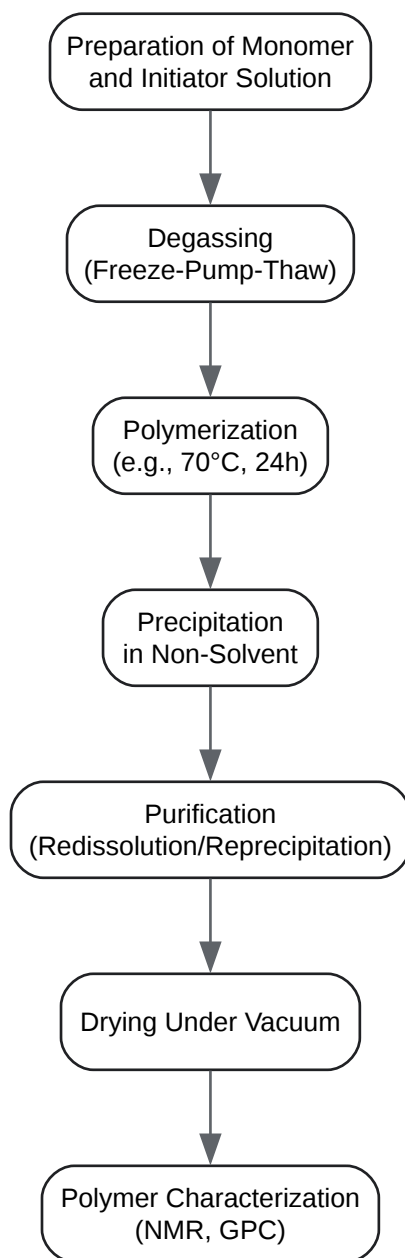 Preparation of Monomer
and Initiator Solution
Degassing
(Freeze-Pump-Thaw)
Polymerization
(e.g., 70°C, 24h)
Precipitation
in Non-Solvent
Purification
(Redissolution/Reprecipitation)
Drying Under Vacuum
Polymer Characterization
(NMR, GPC)